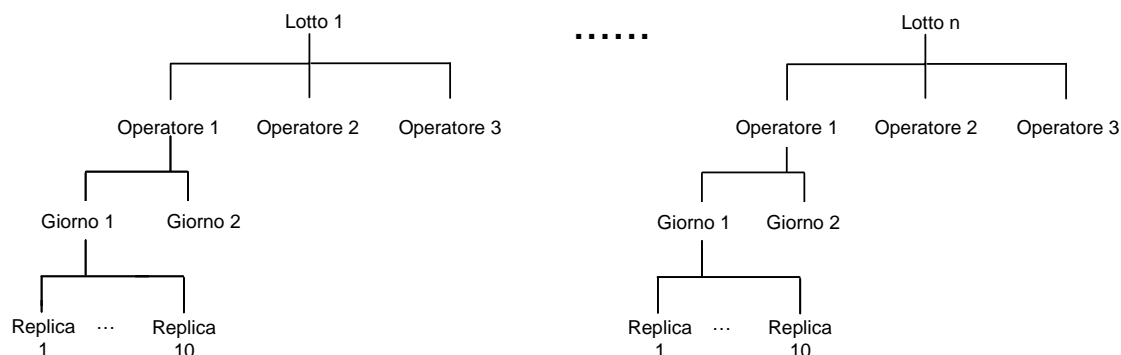 Lotto 1 ...... Lotto n
Operatore 1 Operatore 2 Operatore 3 Operatore 1 Operatore 2 Operatore 3
Giorno 1 Giorno 2 Giorno 1 Giorno 2
Replica ... Replica Replica ... Replica
1 10 1 10